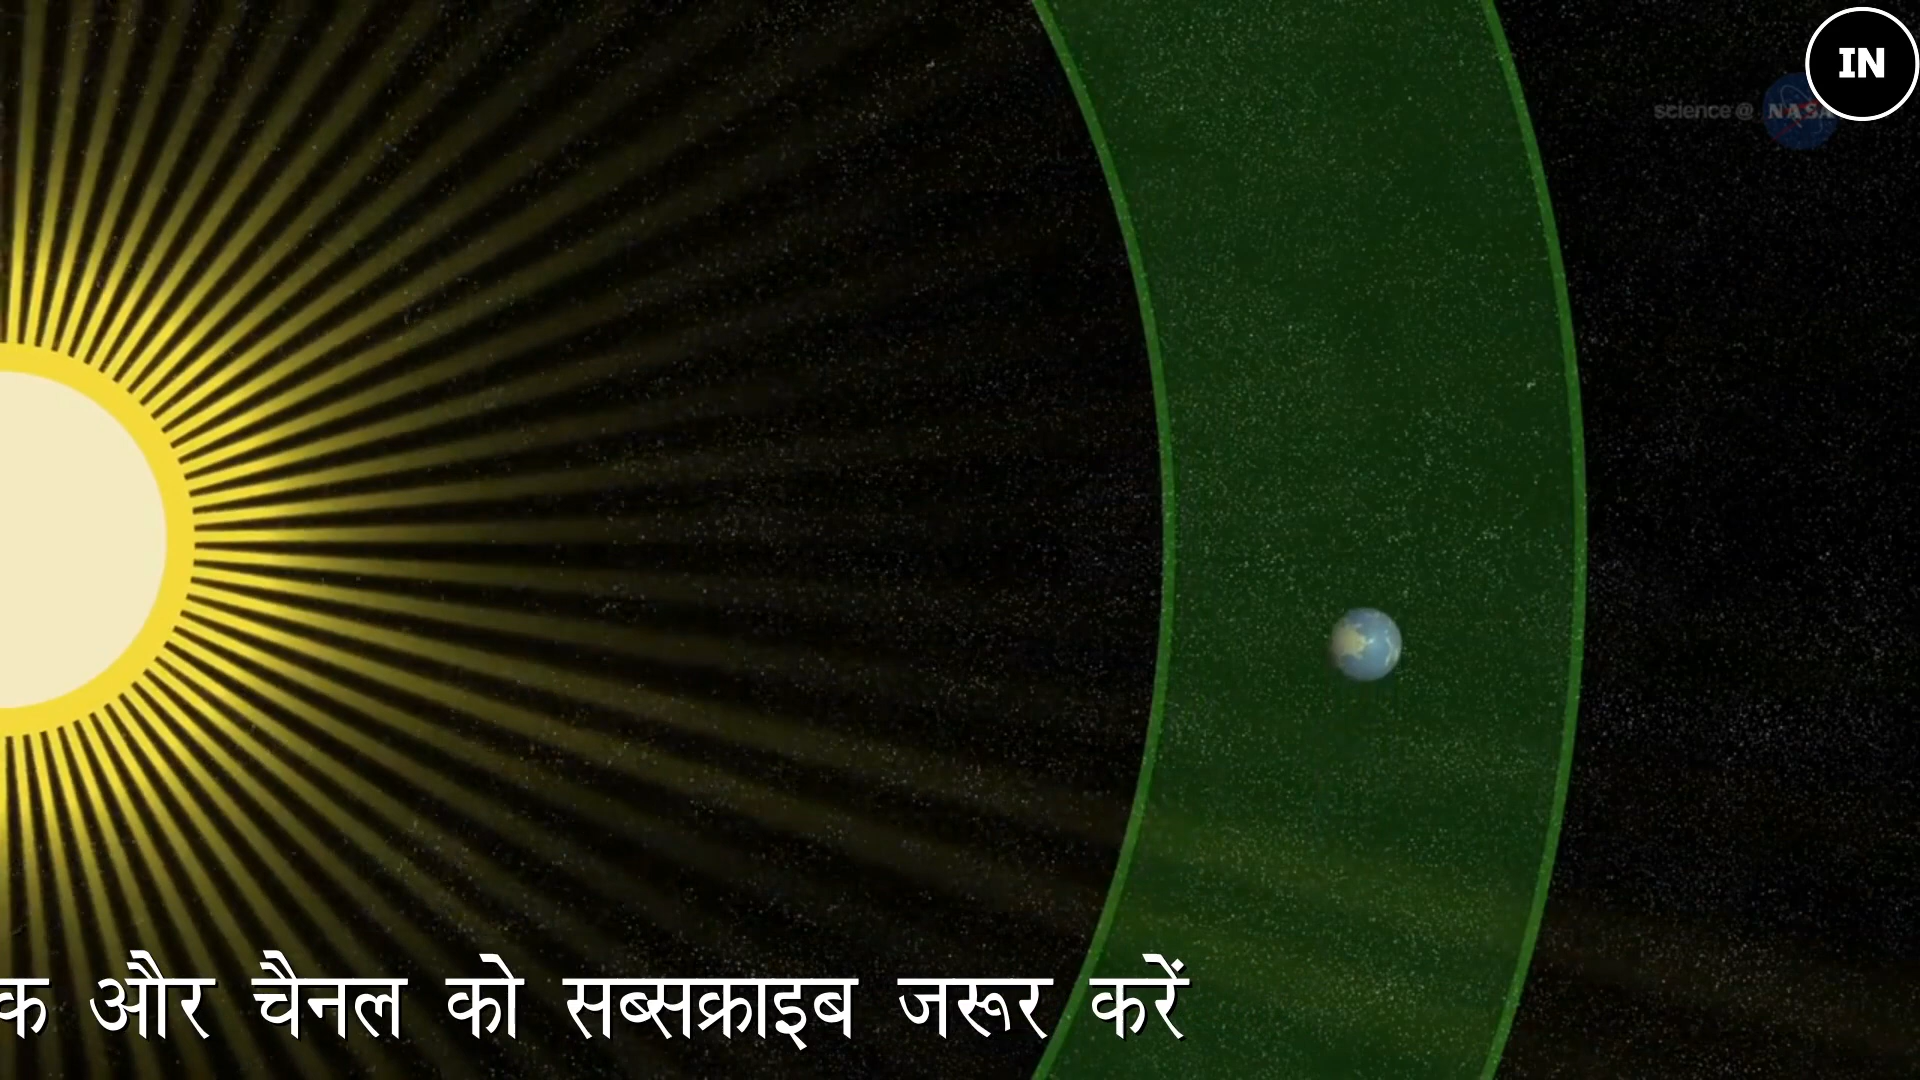 IN
science @ NASA
क और चैनल को सब्सक्राइब जरूर करें